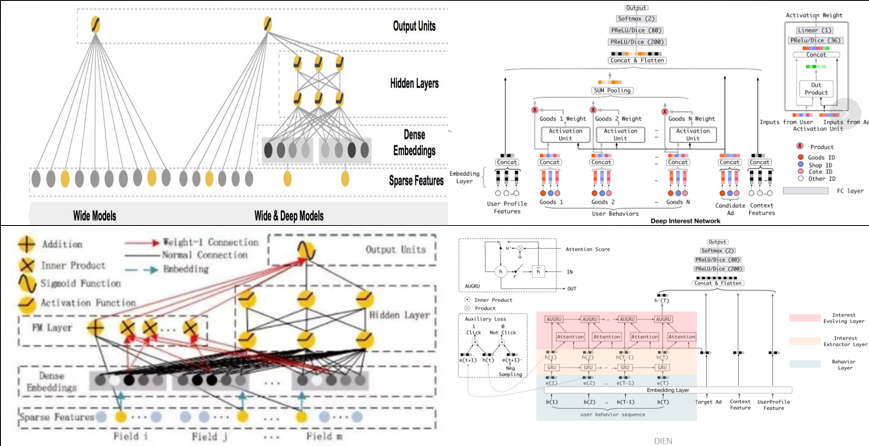 Output Units
Hidden Layers
Dense
Embeddings
Sparse Features
Wide Models
Wide & Deep Models
Output
Softmax (2)
PReLU/Dice (80)
PReLU/Dice (200)
Concat & Flatten
SUM Pooling
Goods 1 Weight
Goods 2 Weight
Goods N Weight
Activation
Unit
Activation
Unit
Activation
Unit
Concat
Concat
Concat
Concat
Concat
Concat
Embedding
Layer
User Profile
Features
Goods 1
Goods 2
Goods N
User Behaviors
Candidate
Ad
Context
Features
Deep Interest Network
Activation Weight
Linear (1)
PRelu/Dice (36)
Concat
Out
Product
Inputs from User
Inputs from Ad
Activation Unit
Product
Goods ID
Shop ID
Cate ID
Other ID
FC layer
Addition
Inner Product
Sigmoid Function
Activation Function
Weight-1 Connection
Normal Connection
Embedding
Output Units
FM Layer
Hidden Layer
Dense
Embeddings
Sparse Features
Field i
Field j
...
Field m
Attention Score
h
h
IN
OUT
AUGRU
Inner Product
Product
Auxiliary Loss
1
0
Click
Not Click
e(t+1)
h(t)
e(t+1)'
Neg
Sampling
Output
Softmax (2)
PReLU/Dice (80)
PReLU/Dice (200)
Concat & Flatten
h'(T)
AUGRU
AUGRU
AUGRU
AUGRU
Attention
Attention
Attention
Attention
h(1)
h(2)
h(T-1)
h(T)
GRU
GRU
GRU
GRU
e(1)
e(2)
e(T-1)
e(T)
Embedding Layer
b(1)
b(2)
b(T-1)
b(T)
user behavior sequence
Target Ad
Context
Feature
UserProfile
Feature
Interest
Evolving Layer
Interest
Extractor Layer
Behavior
Layer
DIEN